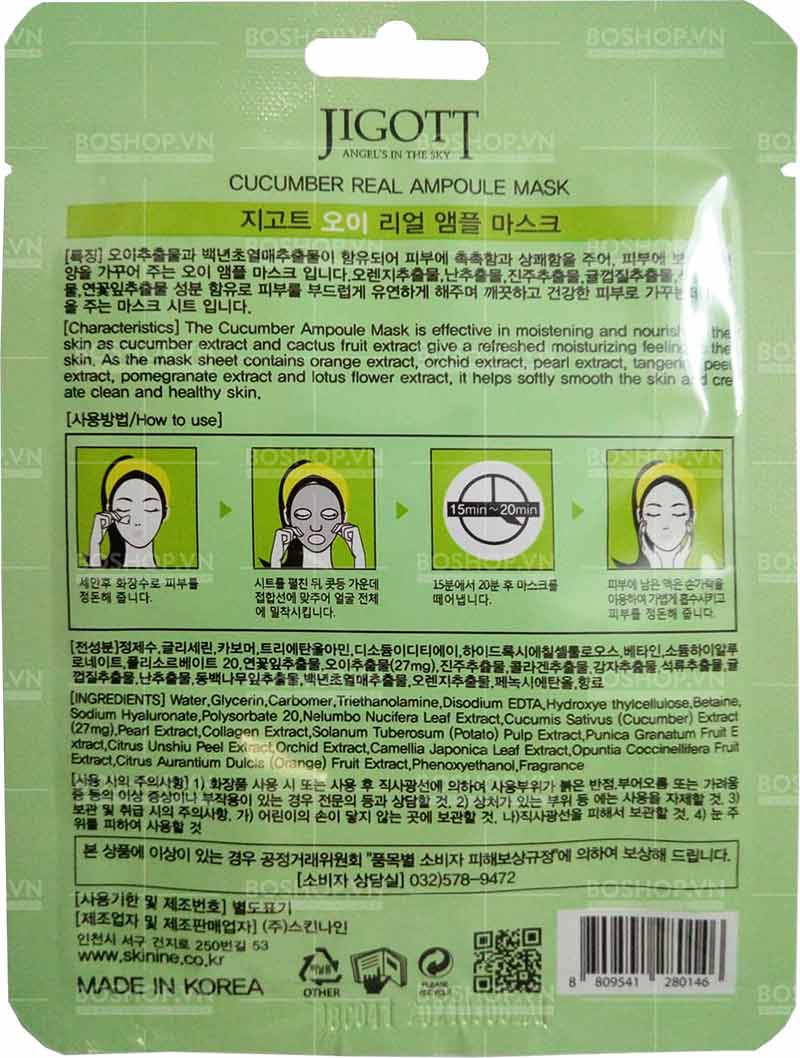 JIGOTT
ANGEL'S IN THE SKY
CUCUMBER REAL AMPOULE MASK
지고트 오이 리얼 앰플 마스크
[특징] 오이추출물과 백년초열매추출물이 함유되어 피부에 촉촉함과 상쾌함을 주어, 피부에
양을 가꾸어 주는 오이 앰플 마스크 입니다.오렌지추출물,난추출물,진주추출물,귤껍질추출물,
물,연꽃잎추출물 성분 함유로 피부를 부드럽게 유연하게 해주며 깨끗하고 건강한 피부로
을 주는 마스크 시트 입니다.
[Characteristics] The Cucumber Ampoule Mask is effective in moistening and the
skin as cucumber extract and cactus fruit extract give a refreshed moisturizing feeling the
skin. As the mask sheet contains orange extract, orchid extract, pearl extract, peel
extract, pomegranate extract and lotus flower extract, it helps softly smooth the skin and cre
ate clean and healthy skin.
[사용방법/How to use]
15min~20min
세안후 화장수로 피부를
정돈해 줍니다.
시트를 펼친 뒤 콧등 가운데
접합선에 맞주어 얼굴 전체
에 밀착시킵니다.
15분에서 20분 후 마스크를
떼어냅니다.
피부에 남은 액은 손가락을
이용하여 가볍게 흡수시키고
피부를 정돈해 줍니다.
[전성분]정제수,글리세린,카보머,트리에탄올아민,디소듐이디티에이,하이드록시에칠셀룰로오스,베타인,소듐하이알루
로네이트,폴리소르베이트 20,연꽃잎추출물,오이추출물(27mg),진주추출물,콜라겐추출물,감자추출물,석류추출물,귤
껍질추출물,난추출물,동백나무잎추출물,백년초열매추출물,오렌지추출물,페녹시에탄올,향료
[INGREDIENTS] Water,Glycerin,Carbomer,Triethanolamine,Disodium EDTA,Hydroxye thylcellulose,Betaine,
Sodium Hyaluronate,Polysorbate 20,Nelumbo Nucifera Leaf Extract,Cucumis Sativus (Cucumber) Extract
(27mg),Pearl Extract,Collagen Extract,Solanum Tuberosum (Potato) Pulp Extract,Punica Granatum Fruit E
xtract,Citrus Unshiu Peel Extract,Orchid Extract,Camellia Japonica Leaf Extract,Opuntia Coccinellifera Fruit
Extract,Citrus Aurantium Dulcis (Orange) Fruit Extract,Phenoxyethanol,Fragrance
[사용 시의 주의사항] 1) 화장품 사용 시 또는 사용 후 직사광선에 의하여 사용부위가 붉은 반점,부어오름 또는 가려움
증 등의 이상 증상이나 부작용이 있는 경우 전문의 등과 상담할 것. 2) 상처가 있는 부위 등 에는 사용을 자제할 것. 3)
보관 및 취급 시의 주의사항. 가) 어린이의 손이 닿지 않는 곳에 보관할 것. 나)직사광선을 피해서 보관할 것. 4) 눈 주
위를 피하여 사용할 것
본 상품에 이상이 있는 경우 공정거래위원회 "품목별 소비자 피해보상규정"에 의하여 보상해 드립니다.
[소비자 상담실] 032)578-9472
[사용기한 및 제조번호] 별도표기
[제조업자 및 제조판매업자] (주)스킨나인
인천시 서구 건지로 250번길 53
www.skinine.co.kr
MADE IN KOREA
비닐류
OTHER
PLEASE
RECYCLE
8 809541 280146
BOSHOP.VN